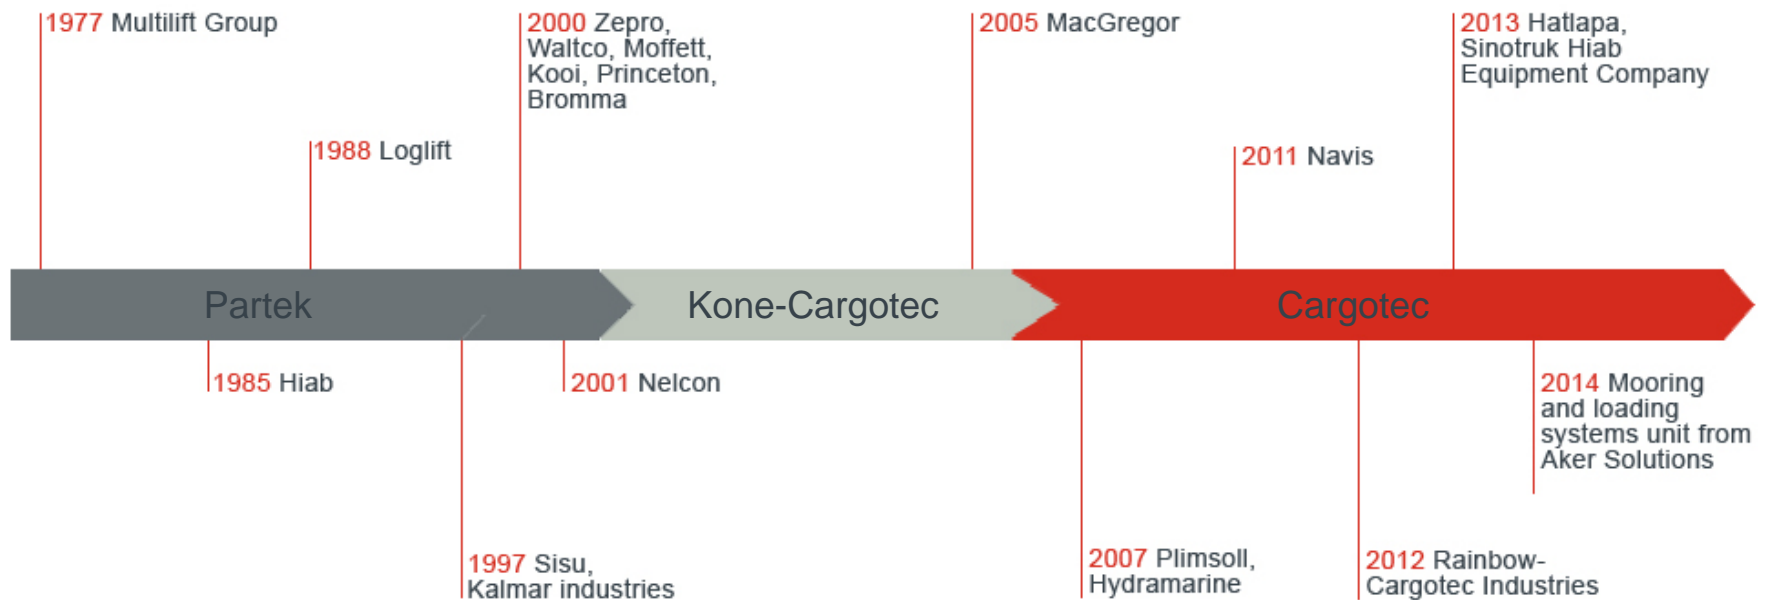 1977 Multilift Group
2000 Zepro,
Waltco, Moffett,
Kooi, Princeton,
Bromma
2005 MacGregor
2013 Hatlapa,
Sinotruk Hiab
Equipment Company
1988 Loglift
2011 Navis
Partek
Kone-Cargotec
Cargotec
1985 Hiab
2001 Nelcon
2014 Mooring
and loading
systems unit from
Aker Solutions
1997 Sisu,
Kalmar industries
2007 Plimsoll,
Hydramarine
2012 Rainbow-
Cargotec Industries